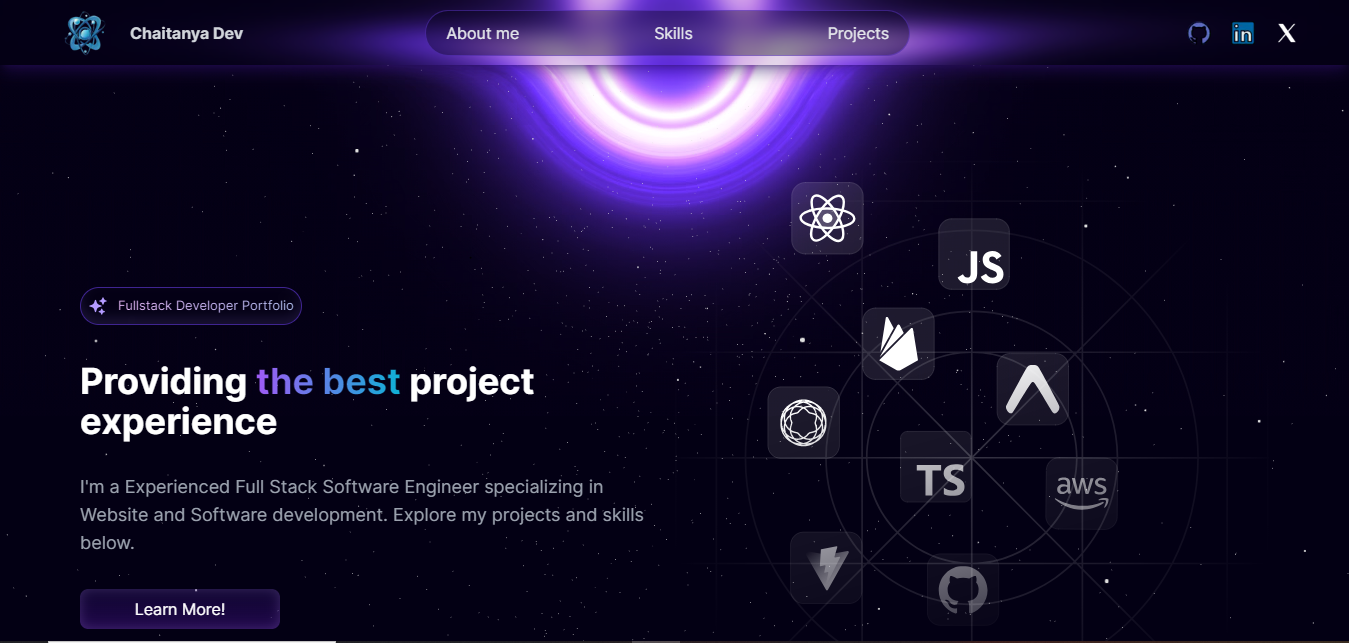 Chaitanya Dev
About me
Skills
Projects
in
X
JS
Fullstack Developer Portfolio
Providing the best project
experience
TS
aws
I'm a Experienced Full Stack Software Engineer specializing in
Website and Software development. Explore my projects and skills
below.
Learn More!